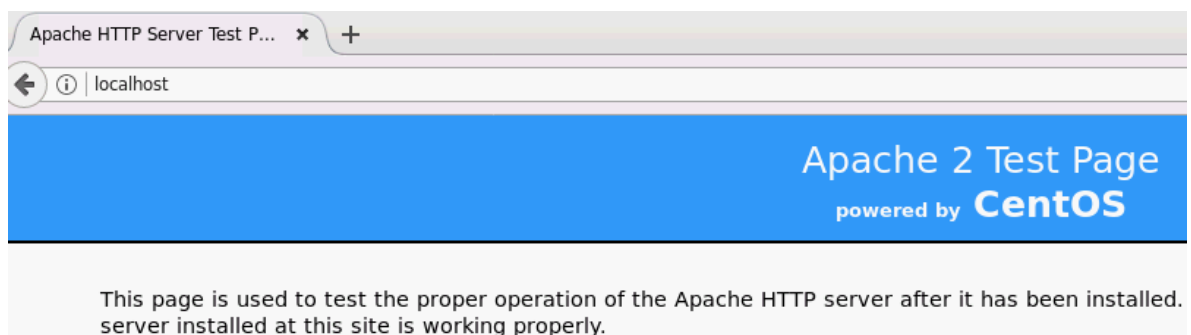 Apache HTTP Server Test P... ×
+
localhost
Apache 2 Test Page
powered by CentOS
This page is used to test the proper operation of the Apache HTTP server after it has been installed.
server installed at this site is working properly.